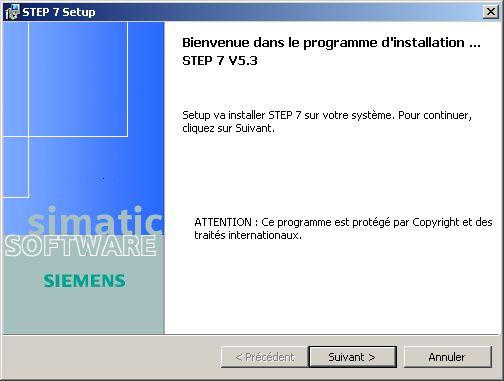 STEP 7 Setup
Bienvenue dans le programme d'installation ...
STEP 7 V5.3
Setup va installer STEP 7 sur votre système. Pour continuer,
cliquez sur Suivant.
ATTENTION : Ce programme est protégé par Copyright et des
traités internationaux.
simatic
SOFTWARE
SIEMENS
< Précédent
Suivant >
Annuler